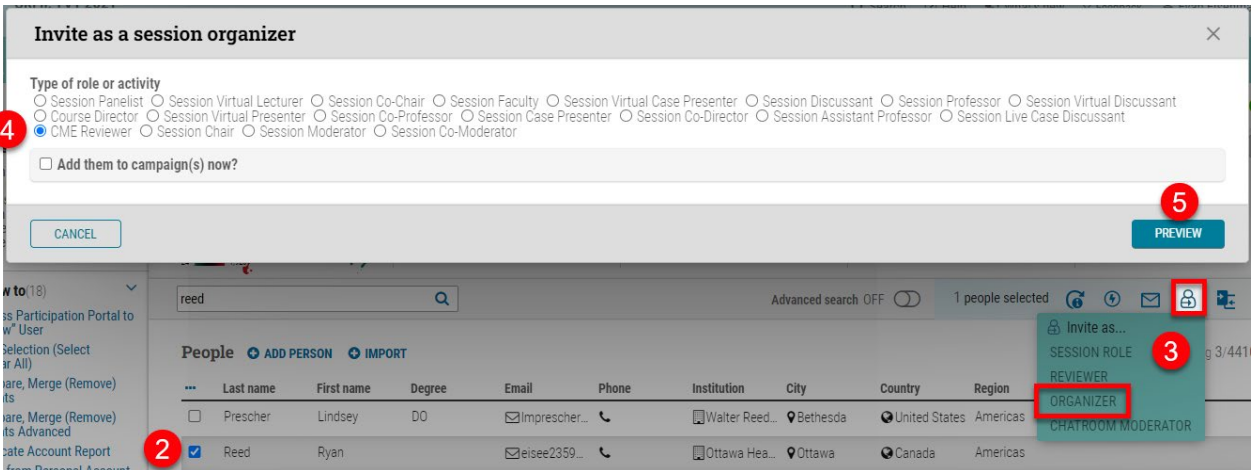 Invite as a session organizer
Type of role or activity
Session Panelist Session Virtual Lecturer Session Co-Chair Session Faculty Session Virtual Case Presenter Session Discussant Session Professor Session Virtual Discussant
Course Director Session Virtual Presenter Session Co-Professor Session Case Presenter Session Co-Director Session Assistant Professor Session Live Case Discussant
4
CME Reviewer Session Chair Session Moderator Session Co-Moderator
Add them to campaign(s) now?
5
CANCEL
PREVIEW
w to(18)
reed
Advanced search OFF
1 people selected
ss Participation Portal to
w" User
Selection (Select
ar All)
are, Merge (Remove)
ts
are, Merge (Remove)
ts Advanced
cate Account Report
from Personal Account
Invite as...
SESSION ROLE
3
REVIEWER
ORGANIZER
CHATROOM MODERATOR
g 3/4410
People ADD PERSON IMPORT
... Last name First name Degree Email Phone Institution City Country Region
Prescher Lindsey DO lmprescher... Walter Reed... Bethesda United States Americas
2
Reed Ryan eisee2359... Ottawa Hea... Ottawa Canada Americas